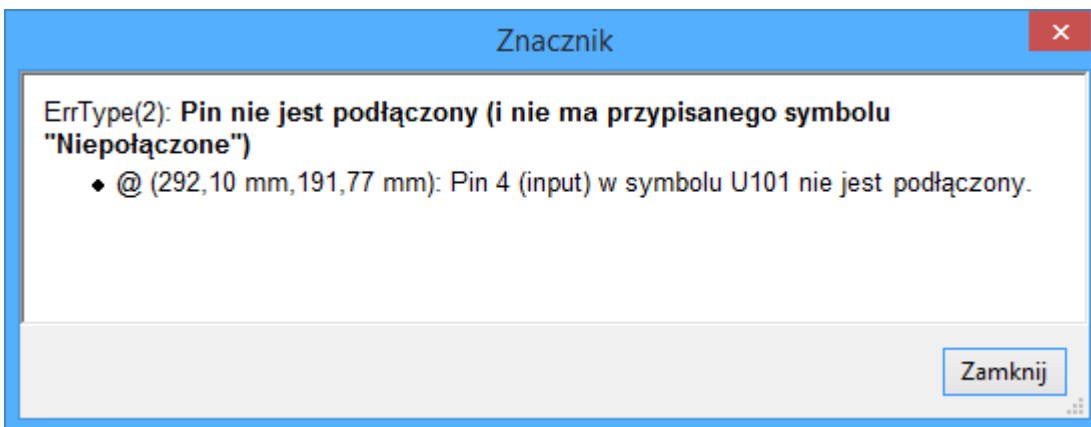 Znacznik
ErrType(2): Pin nie jest podłączony (i nie ma przypisanego symbolu
"Niepołączone")
◆ @ (292,10 mm,191,77 mm): Pin 4 (input) w symbolu U101 nie jest podłączony.
Zamknij